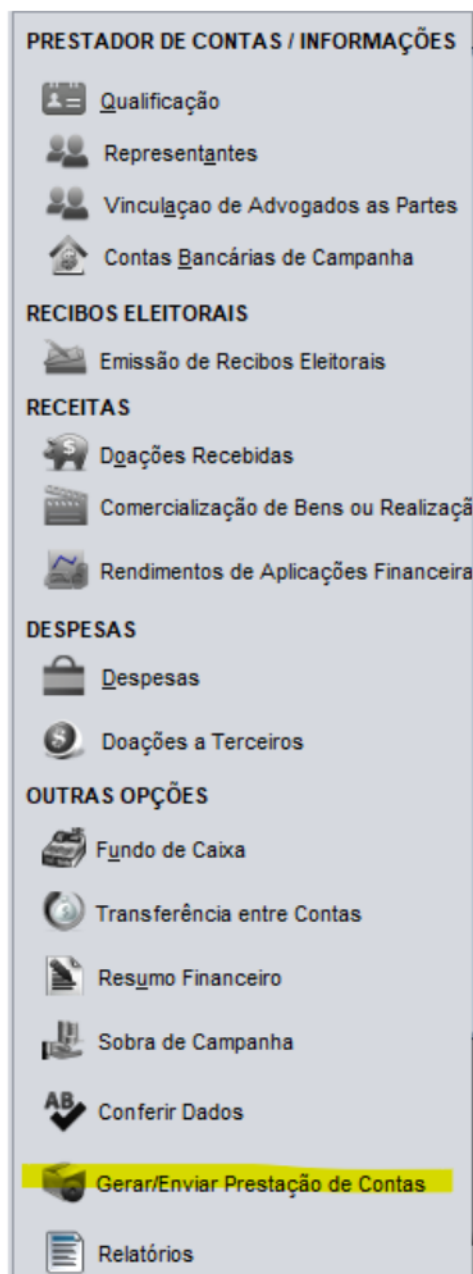 PRESTADOR DE CONTAS / INFORMAÇÕES
Qualificação
Representantes
Vinculaçao de Advogados as Partes
Contas Bancárias de Campanha
RECIBOS ELEITORAIS
Emissão de Recibos Eleitorais
RECEITAS
Doações Recebidas
Comercialização de Bens ou Realizaçã
Rendimentos de Aplicações Financeira
DESPESAS
Despesas
Doações a Terceiros
OUTRAS OPÇÕES
Fundo de Caixa
Transferência entre Contas
Resumo Financeiro
Sobra de Campanha
AB
Conferir Dados
Gerar/Enviar Prestação de Contas
Relatórios